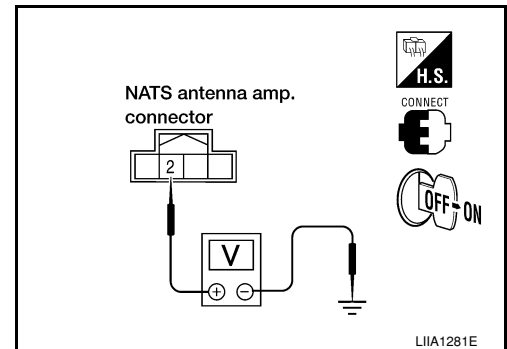 NATS antenna amp.
connector
2
V
+ −
H.S.
CONNECT
OFF ON
LIIA1281E